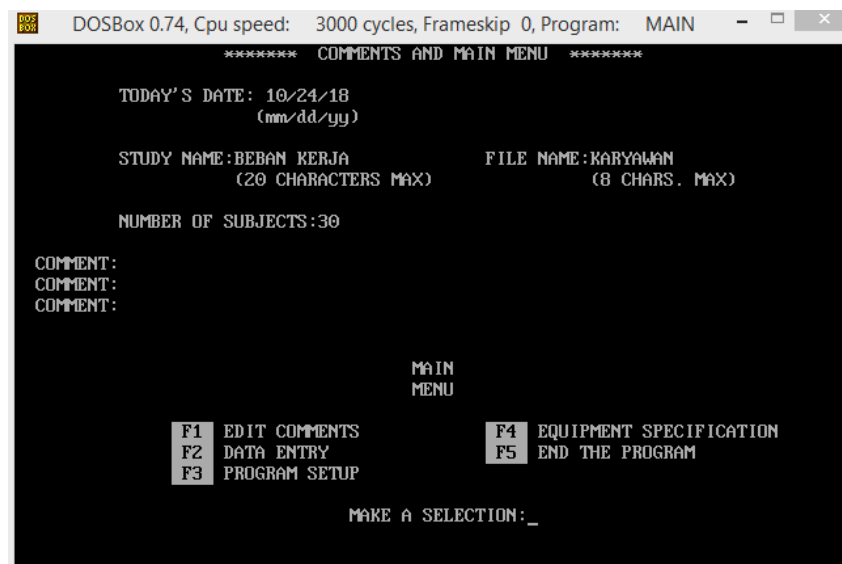 DOS BOX DOSBox 0.74, Cpu speed: 3000 cycles, Frameskip 0, Program: MAIN
******* COMMENTS AND MAIN MENU *******
TODAY'S DATE: 10/24/18
(mm/dd/yy)
STUDY NAME:BEBAN KERJA FILE NAME:KARYAWAN
(20 CHARACTERS MAX) (8 CHARS. MAX)
NUMBER OF SUBJECTS:30
COMMENT:
COMMENT:
COMMENT:
MAIN
MENU
F1 EDIT COMMENTS F4 EQUIPMENT SPECIFICATION
F2 DATA ENTRY F5 END THE PROGRAM
F3 PROGRAM SETUP
MAKE A SELECTION:_